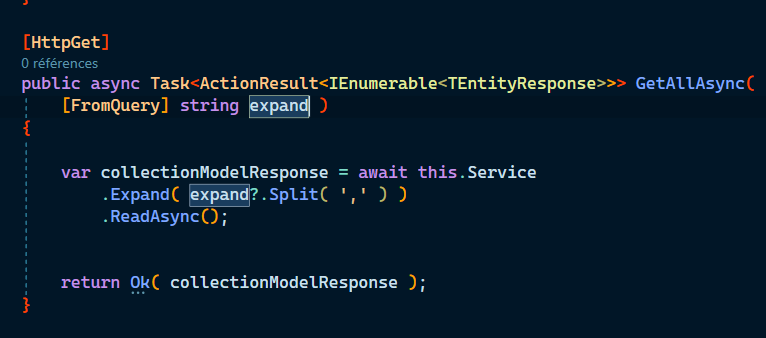 }
[HttpGet]
0 références
public async Task<ActionResult<IEnumerable<TEntityResponse>>> GetAllAsync(
[FromQuery] string expand )
{
var collectionModelResponse = await this.Service
.Expand( expand?.Split( ',' ) )
.ReadAsync();
return Ok( collectionModelResponse );
}